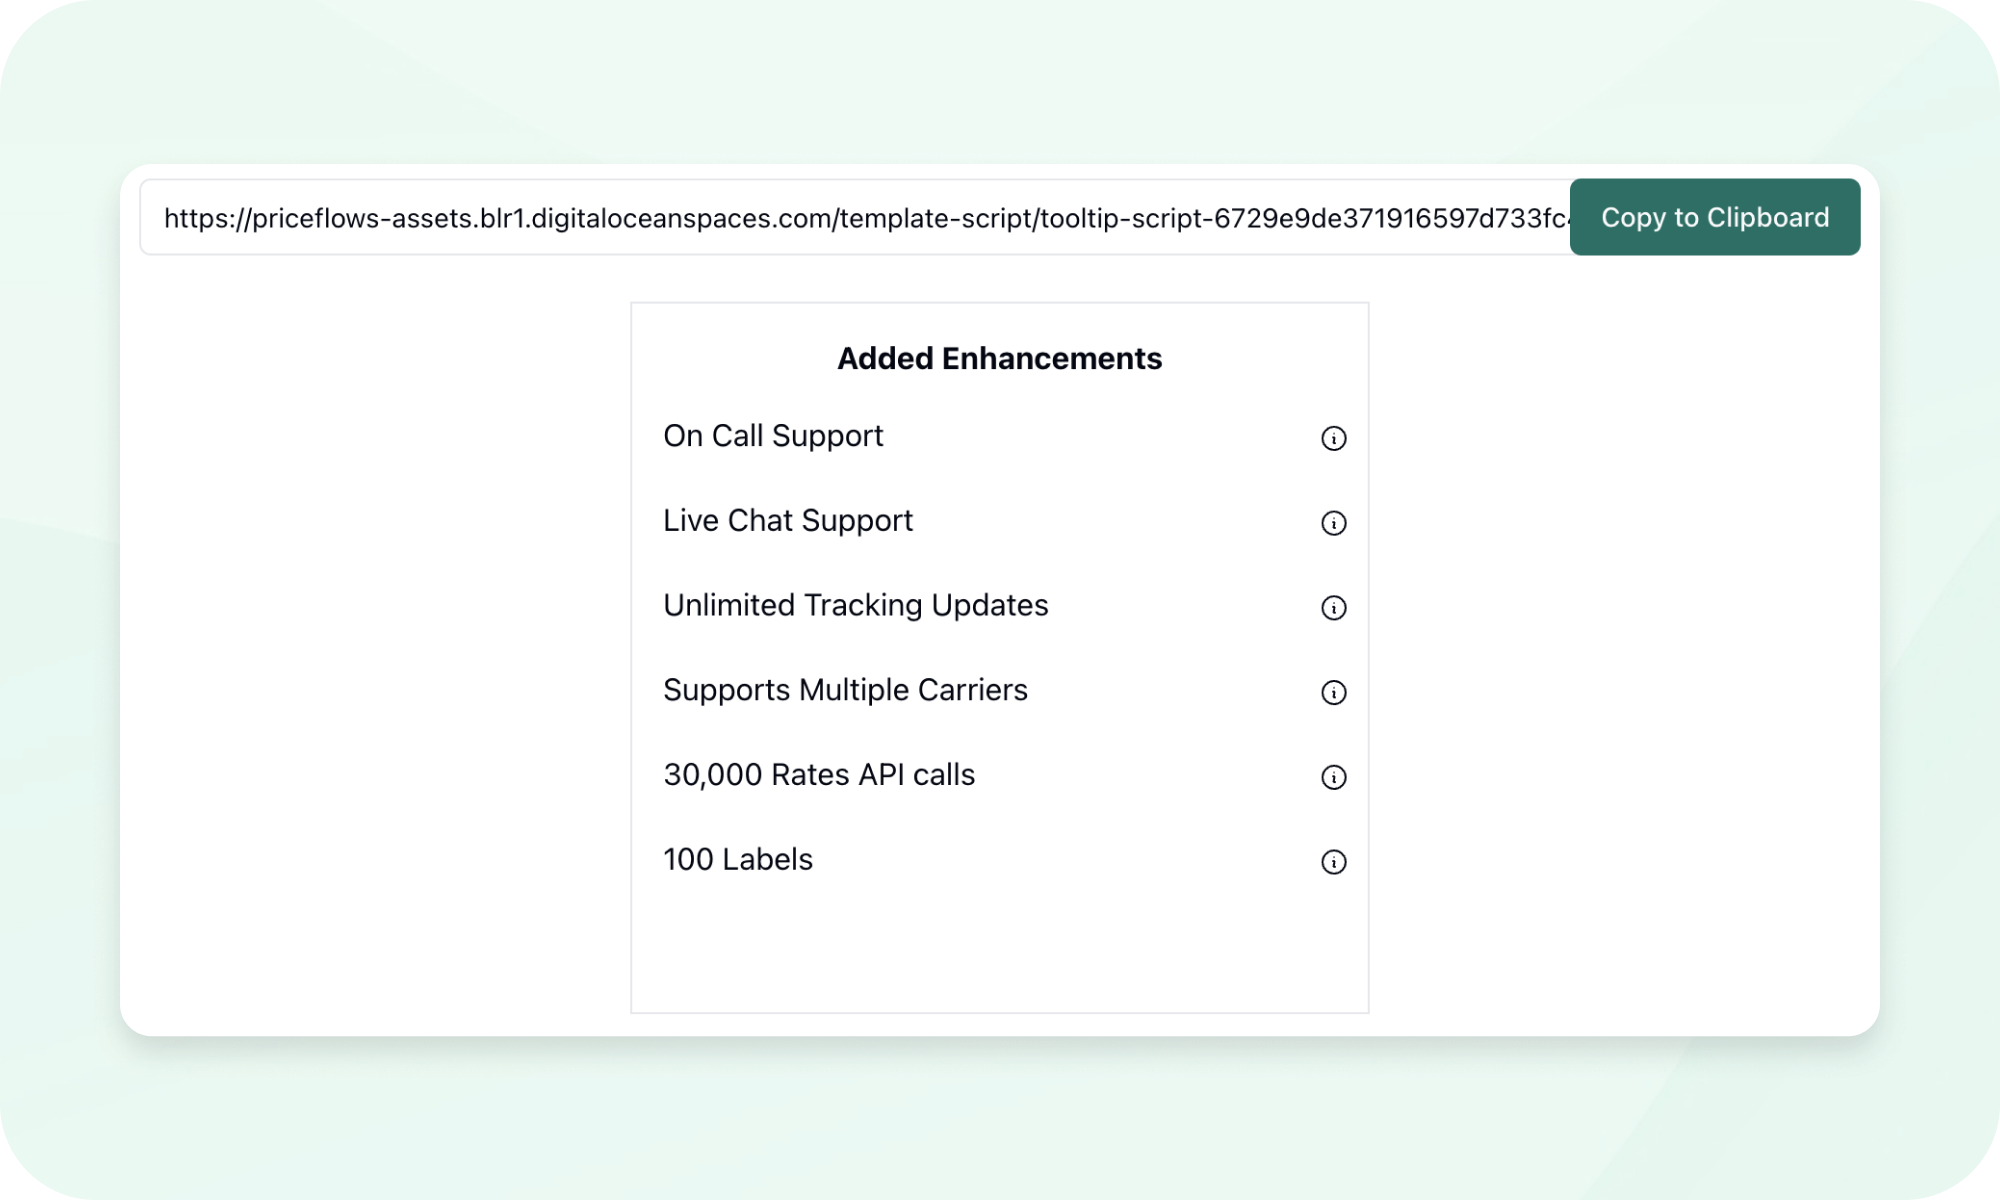 https://priceflows-assets.blr1.digitaloceanspaces.com/template-script/tooltip-script-6729e9de371916597d733fc
Copy to Clipboard
Added Enhancements
On Call Support
Live Chat Support
Unlimited Tracking Updates
Supports Multiple Carriers
30,000 Rates API calls
100 Labels